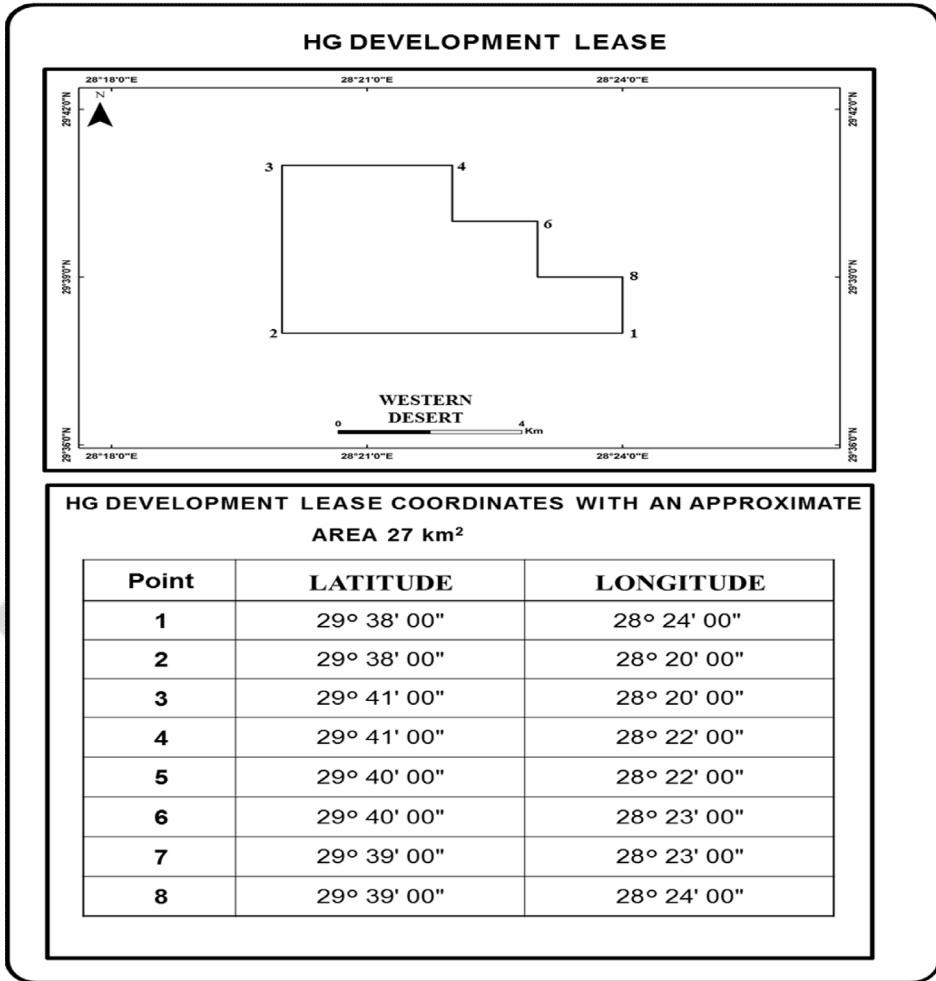 HG DEVELOPMENT LEASE
28°18'0"E 28°21'0"E 28°24'0"E
29°42'0"N 29°42'0"N
N
3 4
6
29°39'0"N 8 29°39'0"N
2 1
WESTERN
DESERT
0 4
Km
29°36'0"N 29°36'0"N
28°18'0"E 28°21'0"E 28°24'0"E
HG DEVELOPMENT LEASE COORDINATES WITH AN APPROXIMATE
AREA 27 km²
Point LATITUDE LONGITUDE
1 29° 38' 00" 28° 24' 00"
2 29° 38' 00" 28° 20' 00"
3 29° 41' 00" 28° 20' 00"
4 29° 41' 00" 28° 22' 00"
5 29° 40' 00" 28° 22' 00"
6 29° 40' 00" 28° 23' 00"
7 29° 39' 00" 28° 23' 00"
8 29° 39' 00" 28° 24' 00"